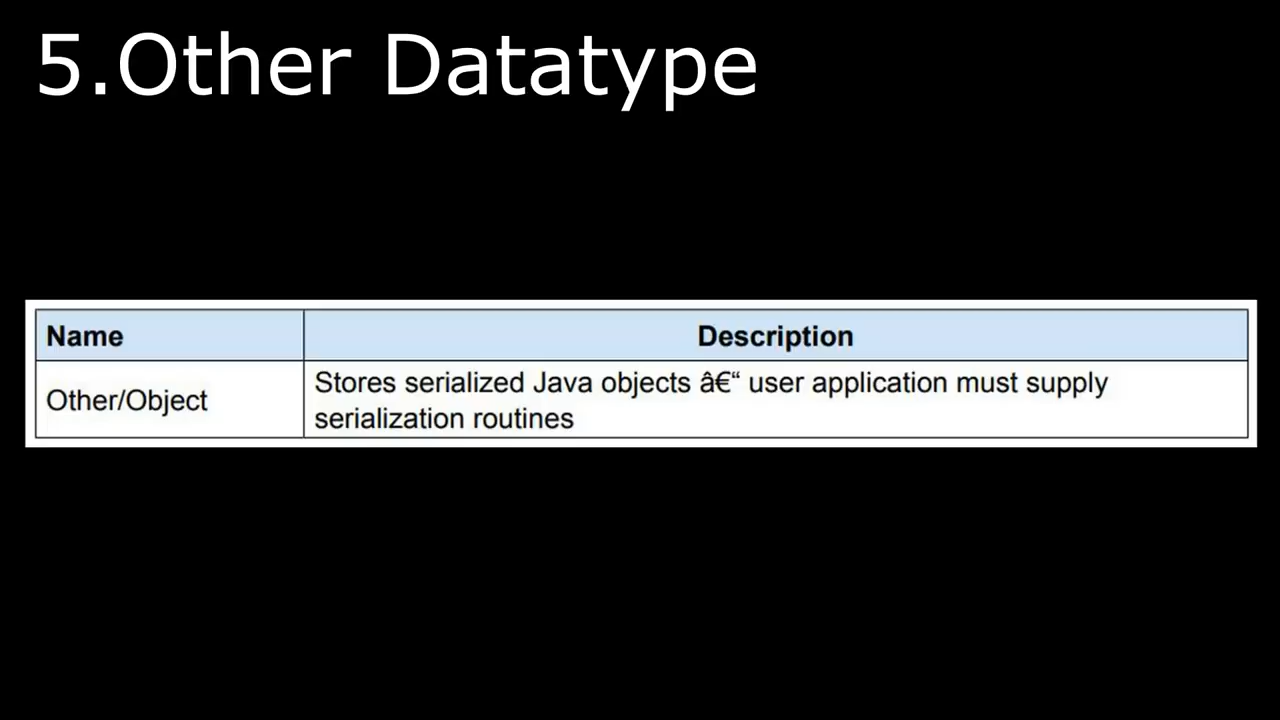 5.Other Datatype
Name
Description
Other/Object
Stores serialized Java objects â€“ user application must supply
serialization routines